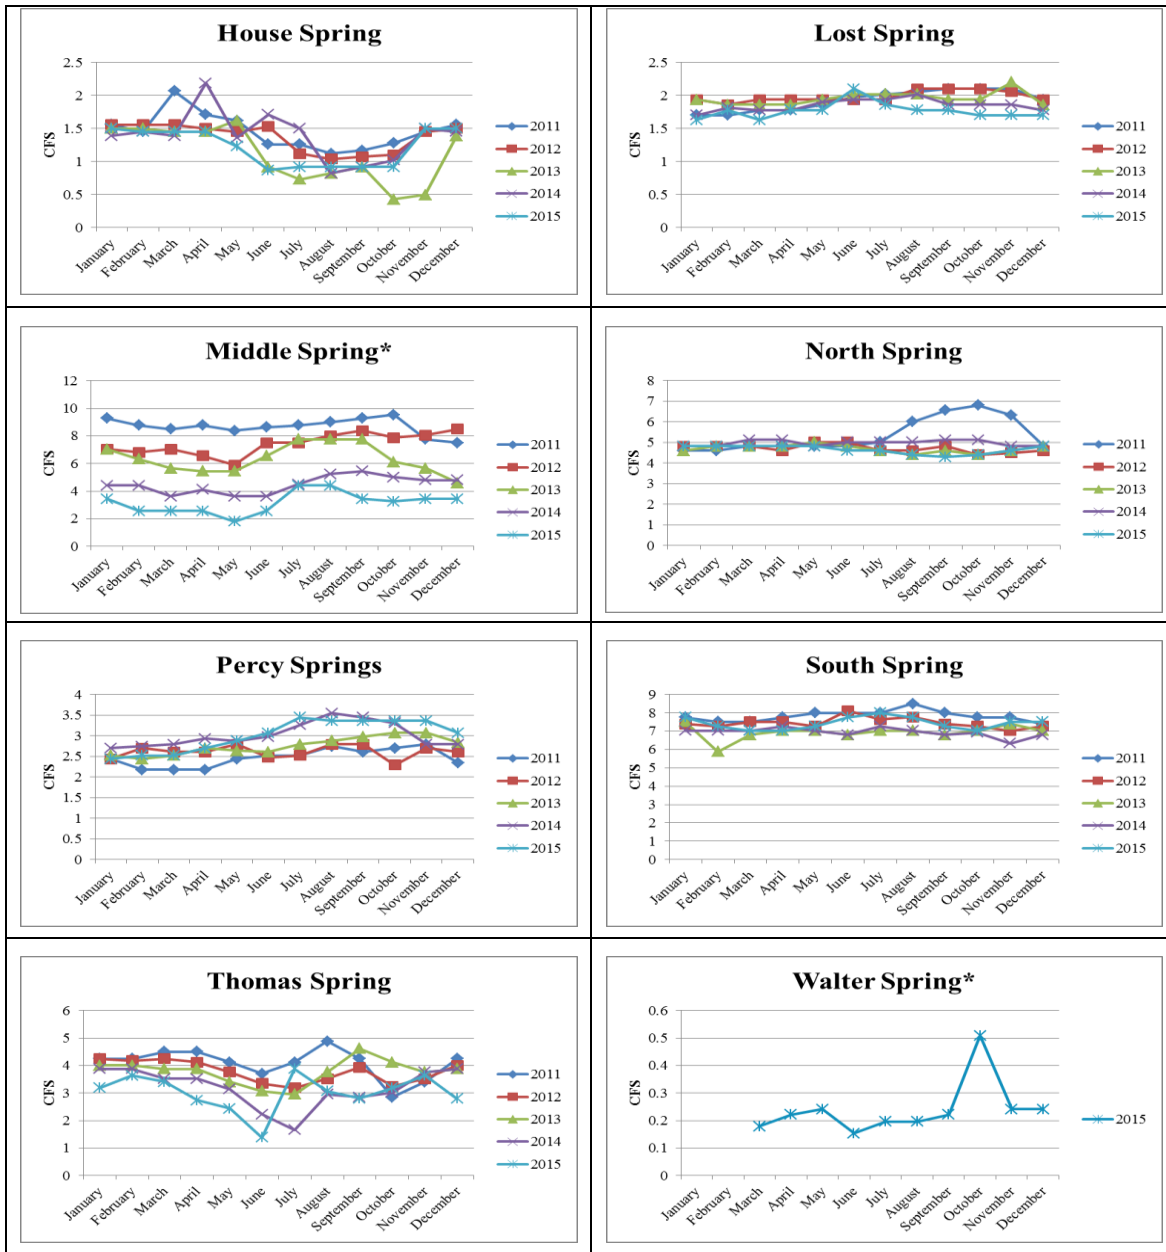 House Spring
CFS
2.5
2
1.5
1
0.5
0
January
February
March
April
May
June
July
August
September
October
November
December
2011
2012
2013
2014
2015
Lost Spring
CFS
2.5
2
1.5
1
0.5
0
January
February
March
April
May
June
July
August
September
October
November
December
2011
2012
2013
2014
2015
Middle Spring*
12
10
8
6
4
2
0
January
February
March
April
May
June
July
August
September
October
November
December
2011
2012
2013
2014
2015
North Spring
CFS
8
7
6
5
4
3
2
1
0
January
February
March
April
May
June
July
August
September
October
November
December
2011
2012
2013
2014
2015
Percy Springs
CFS
4
3.5
3
2.5
2
1.5
1
0.5
0
January
February
March
April
May
June
July
August
September
October
November
December
2011
2012
2013
2014
2015
South Spring
CFS
9
8
7
6
5
4
3
2
1
0
January
February
March
April
May
June
July
August
September
October
November
December
2011
2012
2013
2014
2015
Thomas Spring
CFS
6
5
4
3
2
1
0
January
February
March
April
May
June
July
August
September
October
November
December
2011
2012
2013
2014
2015
Walter Spring*
CFS
0.6
0.5
0.4
0.3
0.2
0.1
0
January
February
March
April
May
June
July
August
September
October
November
December
2015